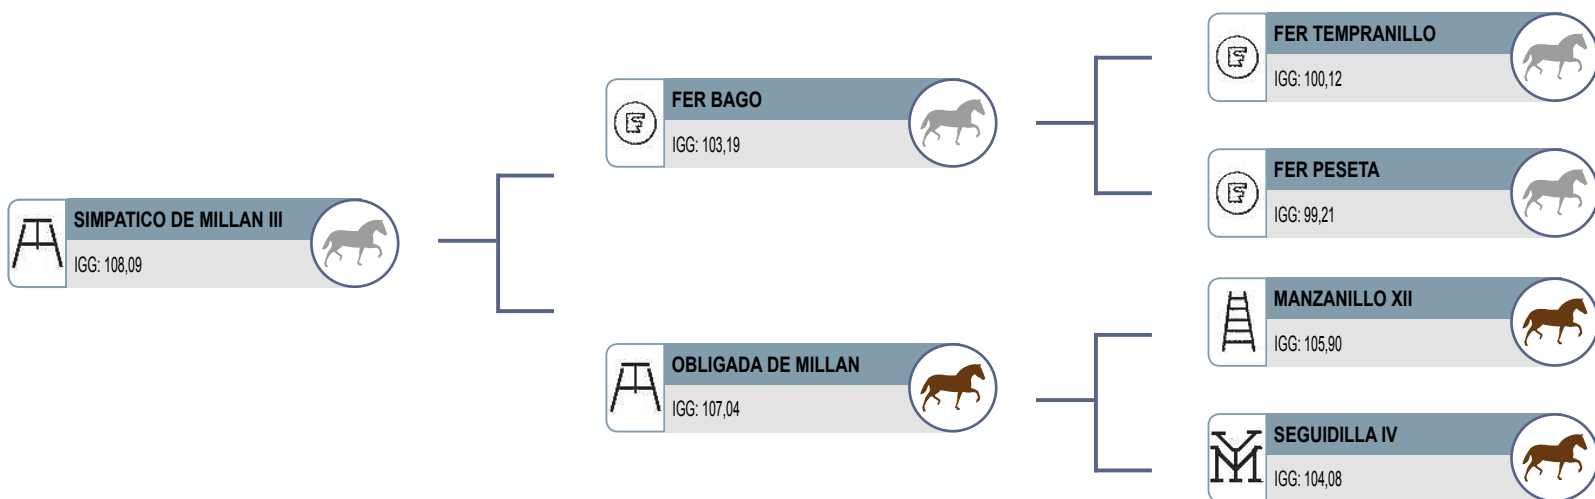 SIMPATICO DE MILLAN III
IGG: 108,09
FER BAGO
IGG: 103,19
OBLIGADA DE MILLAN
IGG: 107,04
FER TEMPRANILLO
IGG: 100,12
FER PESETA
IGG: 99,21
MANZANILLO XII
IGG: 105,90
SEGUIDILLA IV
IGG: 104,08